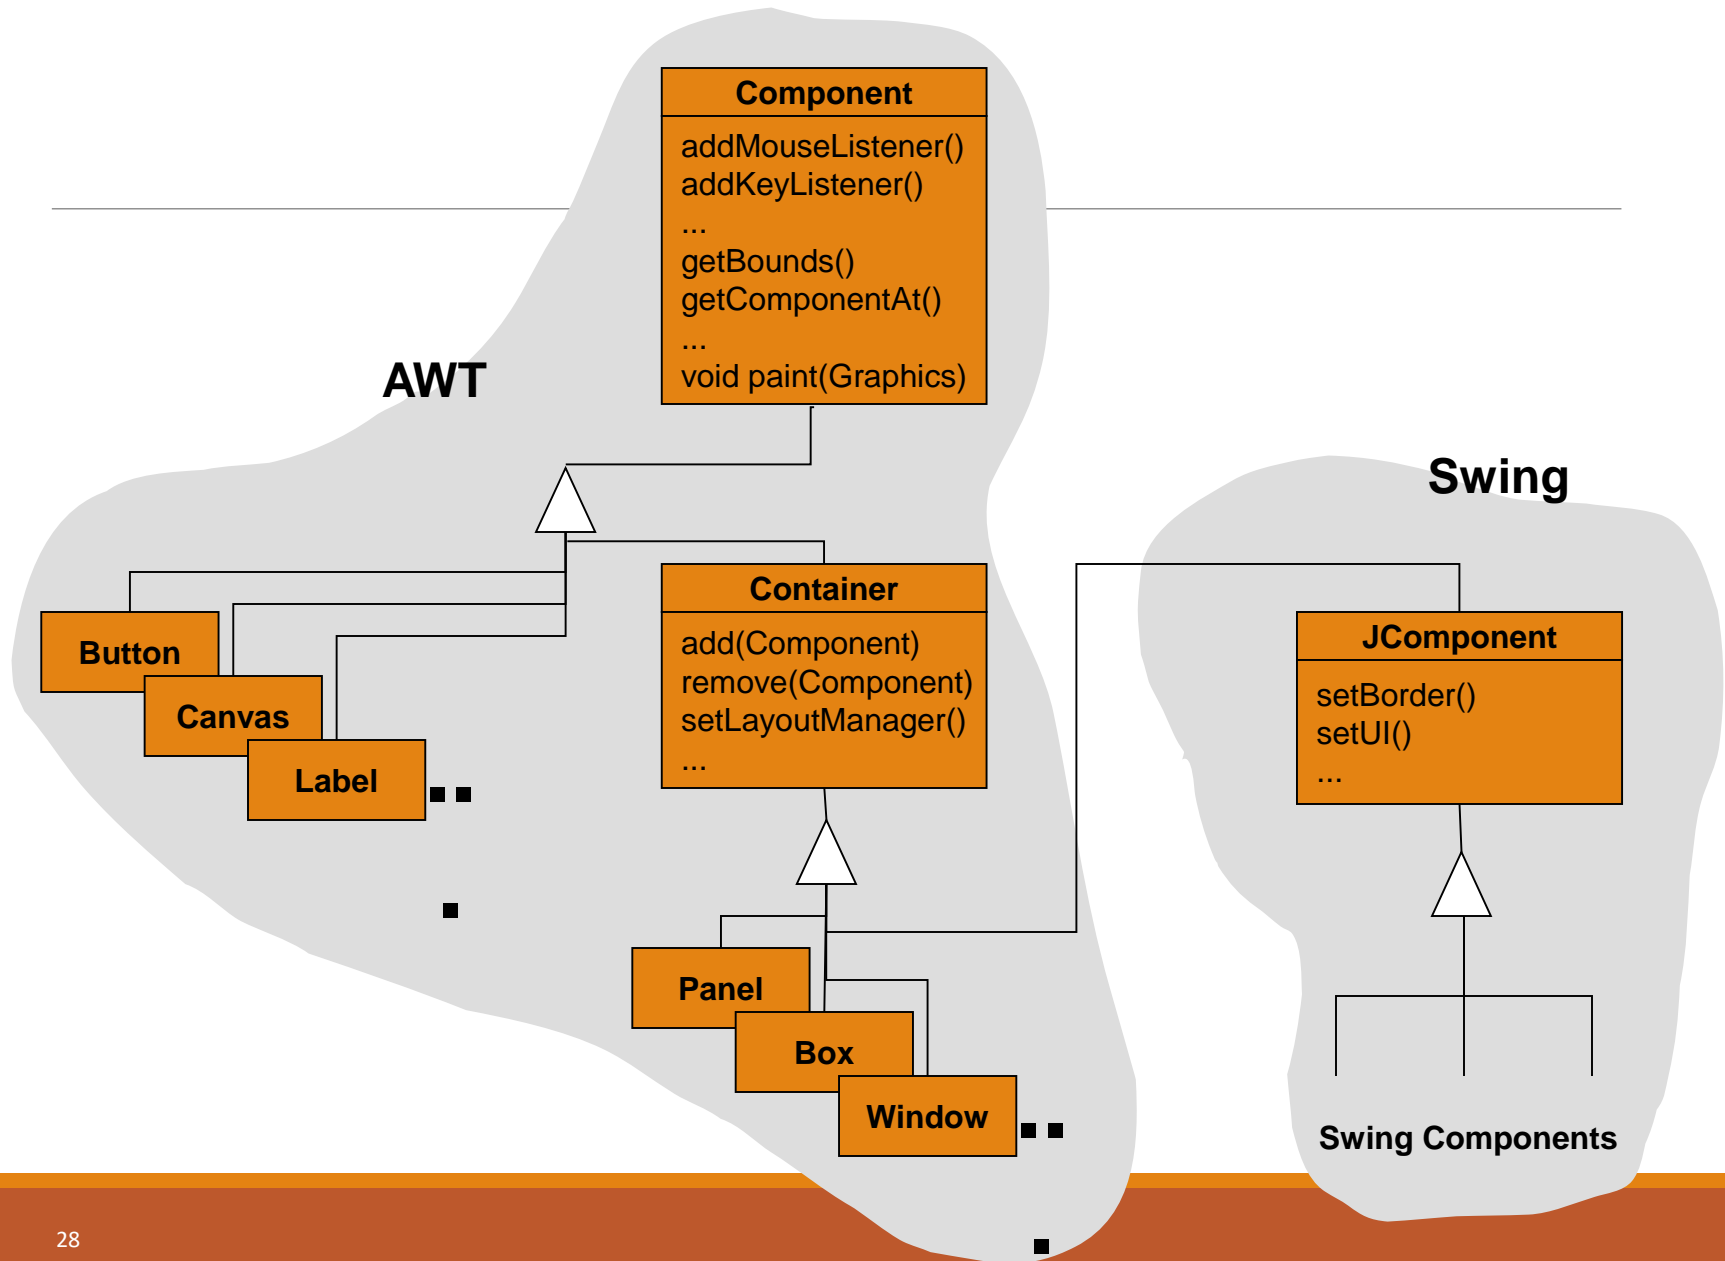 Component
addMouseListener()
addKeyListener()
...
getBounds()
getComponentAt()
...
void paint(Graphics)
AWT
Swing
Container
add(Component)
remove(Component)
setLayoutManager()
...
Button
Canvas
Label
JComponent
setBorder()
setUI()
...
Panel
Box
Window
Swing Components
28